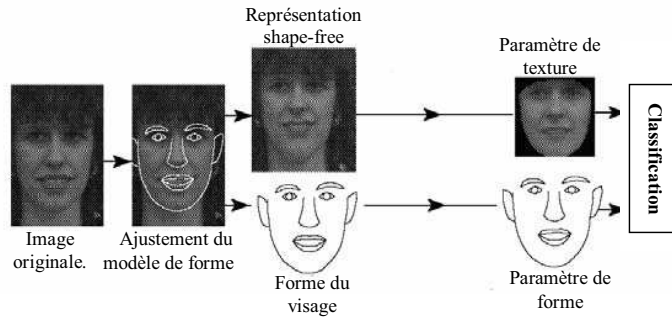 Représentation
shape-free
Paramètre de
texture
Classification
Image
originale.
Ajustement du
modèle de forme
Forme du
visage
Paramètre de
forme